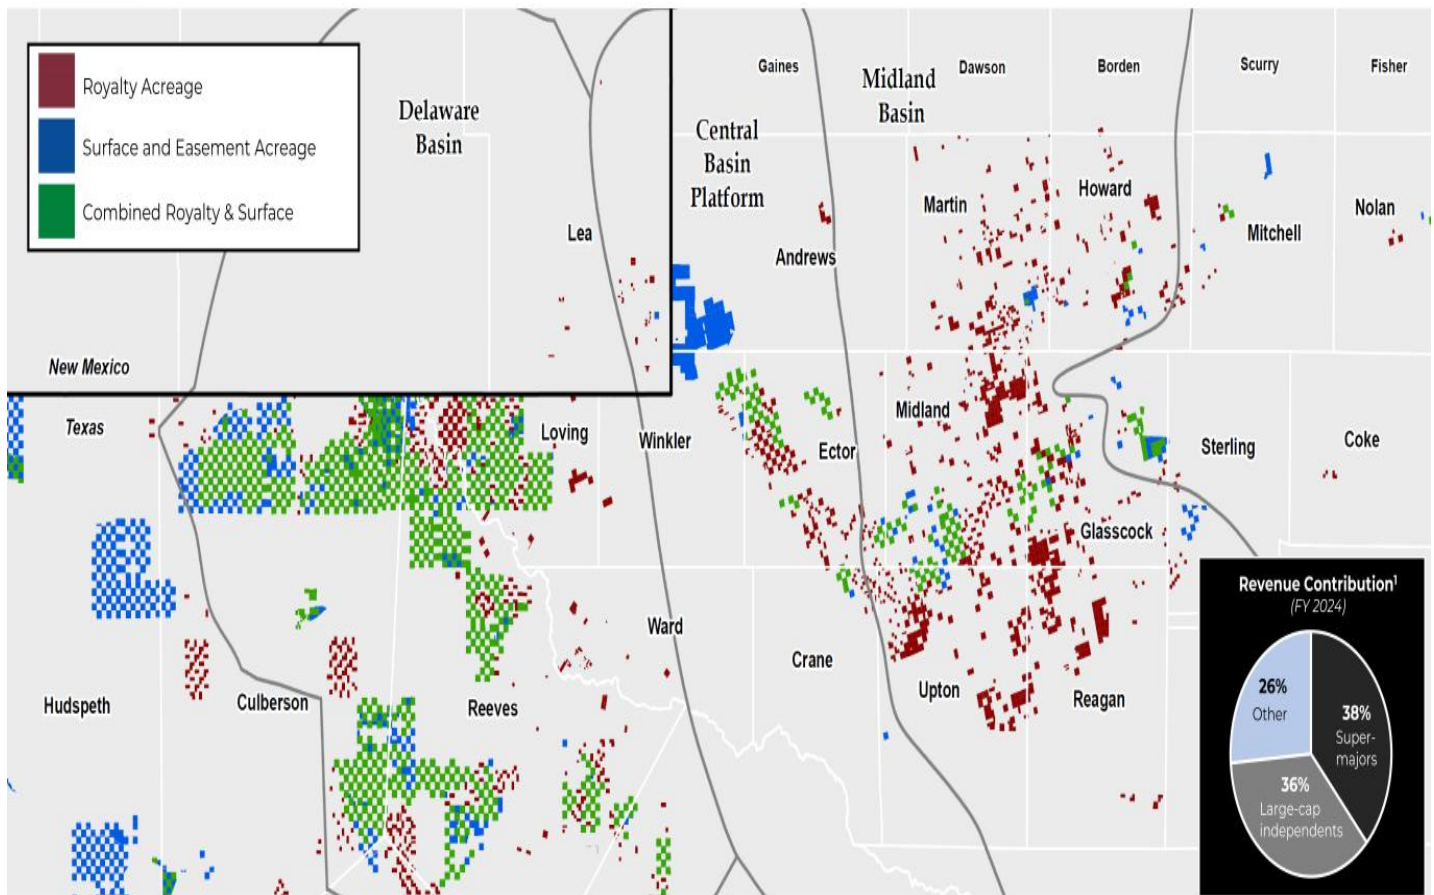 Royalty Acreage
Surface and Easement Acreage
Combined Royalty & Surface
Delaware
Basin
Central
Basin
Platform
Midland
Basin
Gaines
Dawson
Borden
Scurry
Fisher
Lea
Andrews
Martin
Howard
Mitchell
Nolan
New Mexico
Texas
Loving
Winkler
Ector
Midland
Glasscock
Sterling
Coke
Hudspeth
Culberson
Reeves
Ward
Crane
Upton
Reagan
Revenue Contribution¹
(FY 2024)
26%
Other
38%
Super-
majors
36%
Large-cap
independents